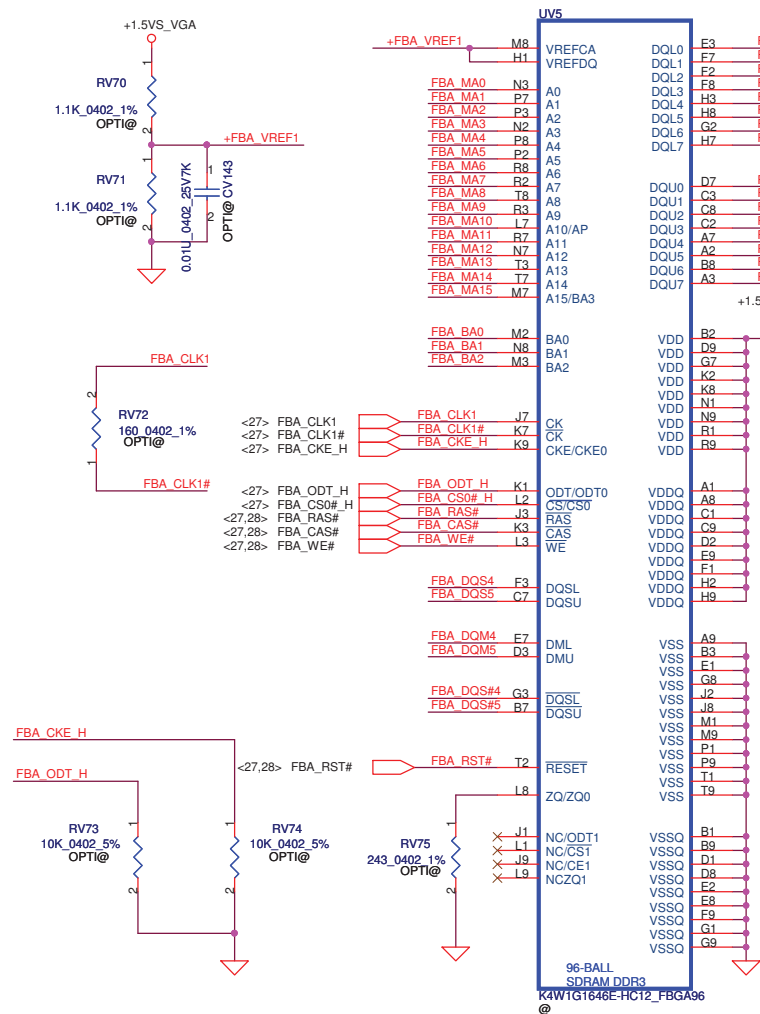 +1.5VS_VGA
1
RV70
1.1K_0402_1%
OPTI@
2
+FBA_VREF1
1
RV71
1.1K_0402_1%
OPTI@
2
1
2
0.01U_0402_25V7K
OPTI@ CV143
FBA_CLK1
2
RV72
160_0402_1%
OPTI@
1
FBA_CLK1#
FBA_CKE_H
FBA_ODT_H
1
RV73
10K_0402_5%
OPTI@
2
1
RV74
10K_0402_5%
OPTI@
2
UV5
+FBA_VREF1 M8 VREFCA
H1 VREFDQ
FBA_MA0 N3 A0
FBA_MA1 P7 A1
FBA_MA2 P3 A2
FBA_MA3 N2 A3
FBA_MA4 P8 A4
FBA_MA5 P2 A5
FBA_MA6 R8 A6
FBA_MA7 R2 A7
FBA_MA8 T8 A8
FBA_MA9 R3 A9
FBA_MA10 L7 A10/AP
FBA_MA11 R7 A11
FBA_MA12 N7 A12
FBA_MA13 T3 A13
FBA_MA14 T7 A14
FBA_MA15 M7 A15/BA3
FBA_BA0 M2 BA0
FBA_BA1 N8 BA1
FBA_BA2 M3 BA2
<27> FBA_CLK1 FBA_CLK1 J7 CK
<27> FBA_CLK1# FBA_CLK1# K7 CK
<27> FBA_CKE_H FBA_CKE_H K9 CKE/CKE0
<27> FBA_ODT_H FBA_ODT_H K1 ODT/ODT0
<27> FBA_CS0#_H FBA_CS0#_H L2 CS/CS0
<27,28> FBA_RAS# FBA_RAS# J3 RAS
<27,28> FBA_CAS# FBA_CAS# K3 CAS
<27,28> FBA_WE# FBA_WE# L3 WE
FBA_DQS4 F3 DQSL
FBA_DQS5 C7 DQSU
FBA_DQM4 E7 DML
FBA_DQM5 D3 DMU
FBA_DQS#4 G3 DQSL
FBA_DQS#5 B7 DQSU
<27,28> FBA_RST# FBA_RST# T2 RESET
L8 ZQ/ZQ0
1
RV75
243_0402_1%
OPTI@
2
J1 NC/ODT1
L1 NC/CS1
J9 NC/CE1
L9 NCZQ1
DQL0 E3
DQL1 F7
DQL2 F2
DQL3 F8
DQL4 H3
DQL5 H8
DQL6 G2
DQL7 H7
DQU0 D7
DQU1 C3
DQU2 C8
DQU3 C2
DQU4 A7
DQU5 A2
DQU6 B8
DQU7 A3
+1.5
VDD B2
VDD D9
VDD G7
VDD K2
VDD K8
VDD N1
VDD N9
VDD R1
VDD R9
VDDQ A1
VDDQ A8
VDDQ C1
VDDQ C9
VDDQ D2
VDDQ E9
VDDQ F1
VDDQ H2
VDDQ H9
VSS A9
VSS B3
VSS E1
VSS G8
VSS J2
VSS J8
VSS M1
VSS M9
VSS P1
VSS P9
VSS T1
VSS T9
VSSQ B1
VSSQ B9
VSSQ D1
VSSQ D8
VSSQ E2
VSSQ E8
VSSQ F9
VSSQ G1
VSSQ G9
96-BALL
SDRAM DDR3
K4W1G1646E-HC12_FBGA96
@